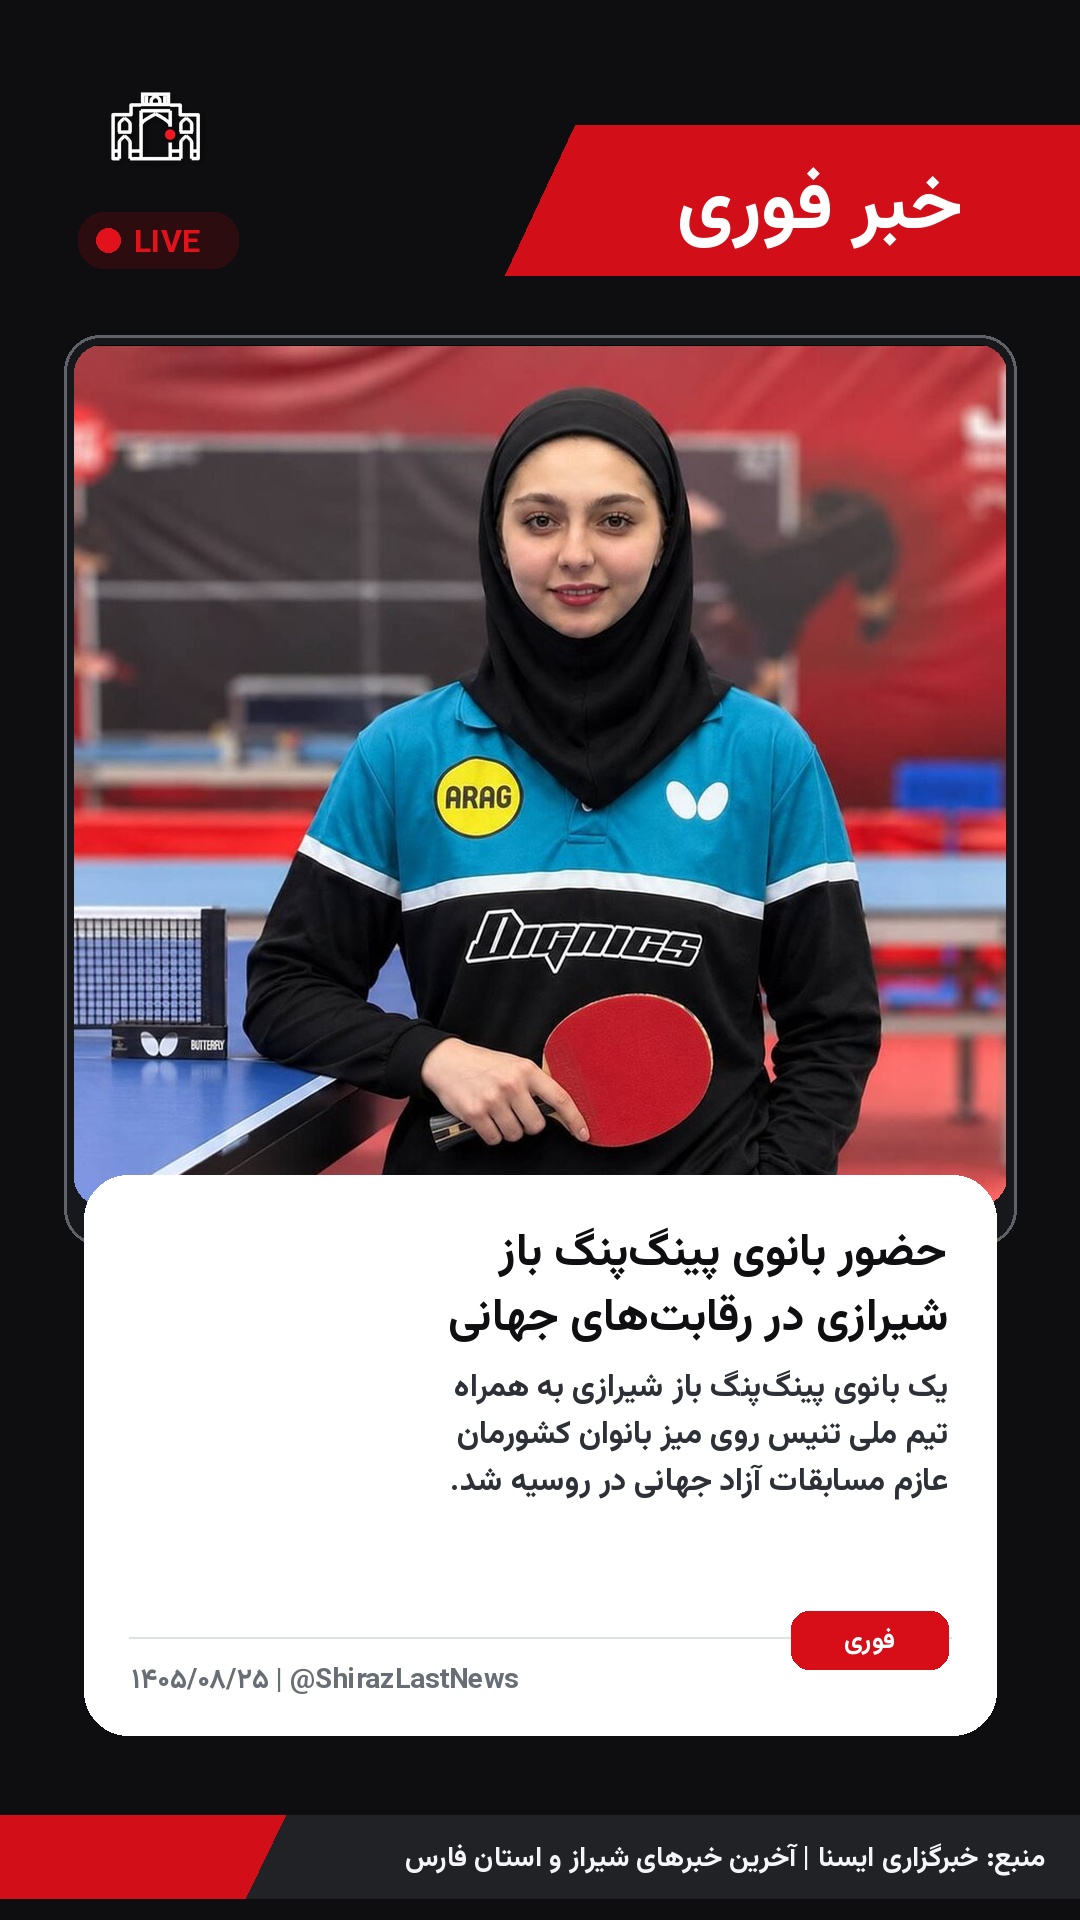 خبر فوری
LIVE
ARAG
Dignics
BUTTERFLY
حضور بانوی پینگ‌پنگ باز
شیرازی در رقابت‌های جهانی
یک بانوی پینگ‌پنگ باز شیرازی به همراه
تیم ملی تنیس روی میز بانوان کشورمان
عازم مسابقات آزاد جهانی در روسیه شد.
فوری
۱۴۰۵/۰۸/۲۵ | @ShirazLastNews
منبع: خبرگزاری ایسنا | آخرین خبرهای شیراز و استان فارس